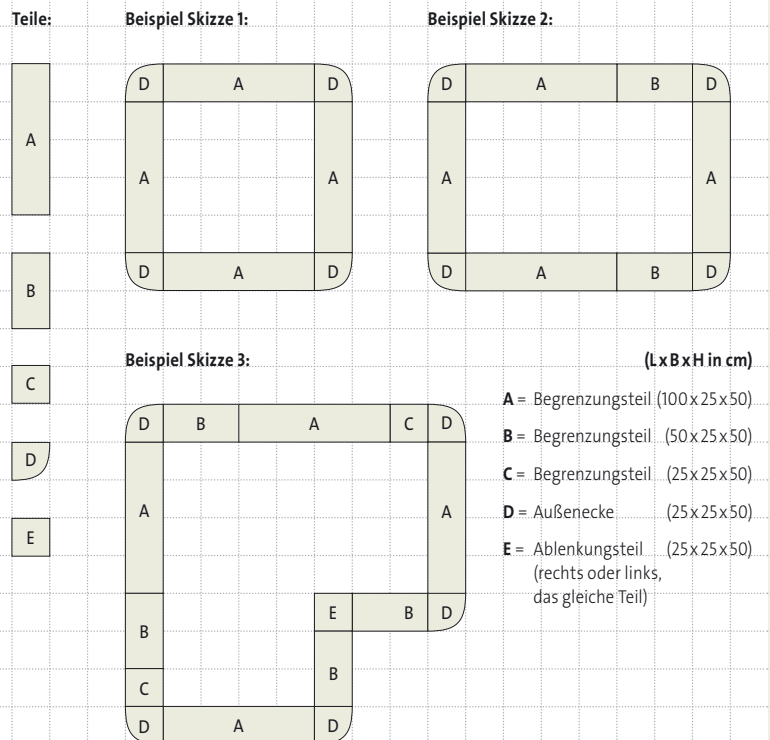 Teile:
Beispiel Skizze 1:
Beispiel Skizze 2:
A
B
C
D
E
D A D
A A
D A D
D A B D
A A
D A B D
Beispiel Skizze 3:
D B A C D
A A
B E B D
C B
D A D
(L x B x H in cm)
A = Begrenzungsteil (100 x 25 x 50)
B = Begrenzungsteil (50 x 25 x 50)
C = Begrenzungsteil (25 x 25 x 50)
D = Außenecke (25 x 25 x 50)
E = Ablenkungsteil (25 x 25 x 50)
(rechts oder links,
das gleiche Teil)